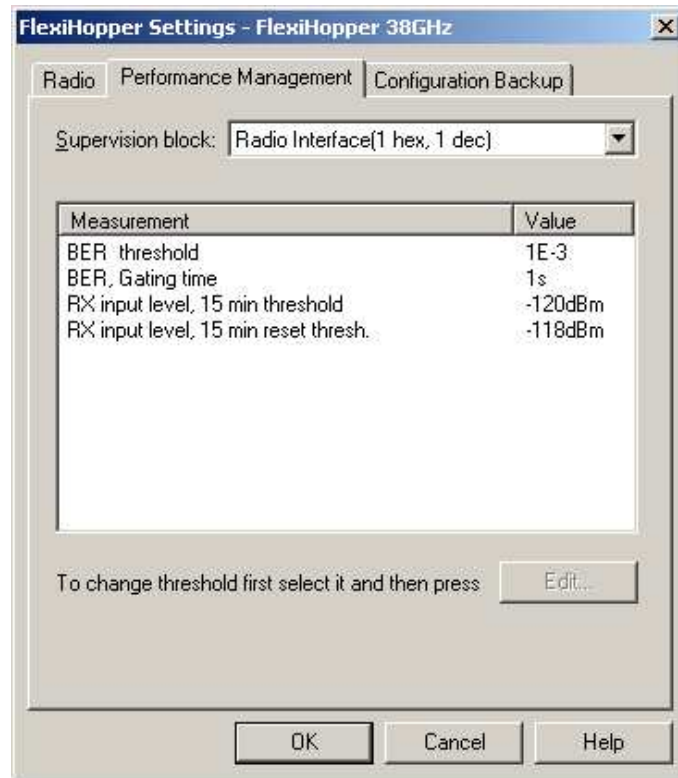 FlexiHopper Settings - FlexiHopper 38GHz
Radio Performance Management Configuration Backup
Supervision block: Radio Interface(1 hex, 1 dec)
Measurement Value
BER threshold 1E-3
BER, Gating time 1s
RX input level, 15 min threshold -120dBm
RX input level, 15 min reset thresh. -118dBm
To change threshold first select it and then press Edit...
OK Cancel Help